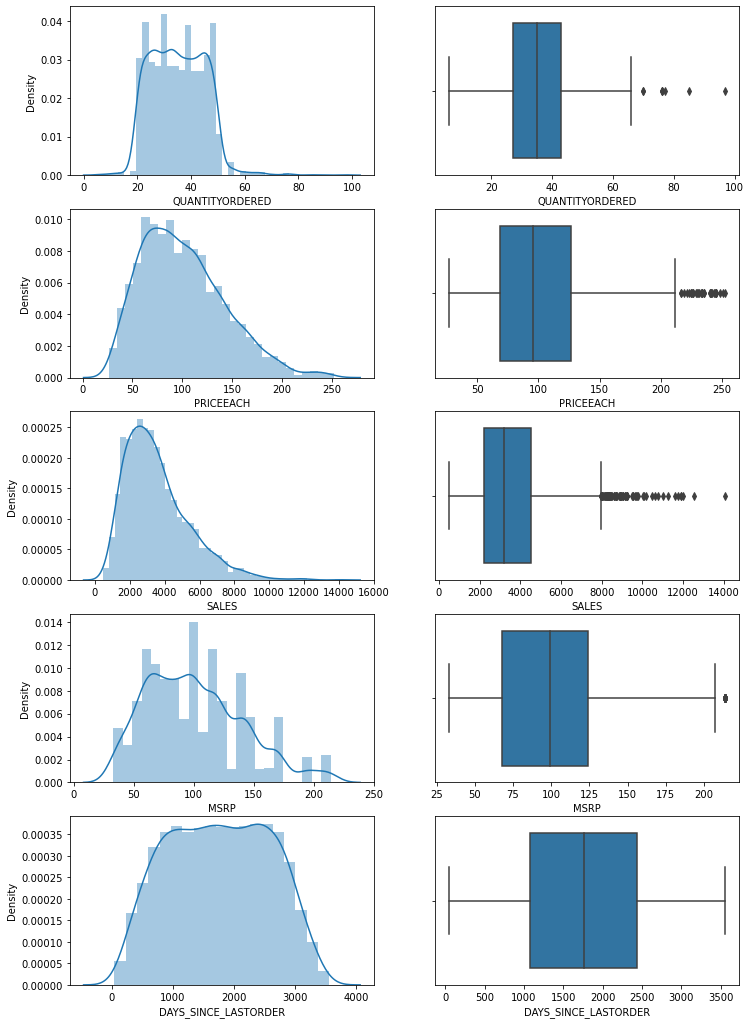 0.04
0.03
0.02
0.01
0.00
Density
0 20 40 60 80 100
QUANTITYORDERED
20 40 60 80 100
QUANTITYORDERED
0.010
0.008
0.006
0.004
0.002
0.000
Density
0 50 100 150 200 250
PRICEEACH
50 100 150 200 250
PRICEEACH
0.00025
0.00020
0.00015
0.00010
0.00005
0.00000
Density
0 2000 4000 6000 8000 10000 12000 14000 16000
SALES
0 2000 4000 6000 8000 10000 12000 14000
SALES
0.014
0.012
0.010
0.008
0.006
0.004
0.002
0.000
Density
0 50 100 150 200 250
MSRP
25 50 75 100 125 150 175 200
MSRP
0.00035
0.00030
0.00025
0.00020
0.00015
0.00010
0.00005
0.00000
Density
0 1000 2000 3000 4000
DAYS_SINCE_LASTORDER
0 500 1000 1500 2000 2500 3000 3500
DAYS_SINCE_LASTORDER